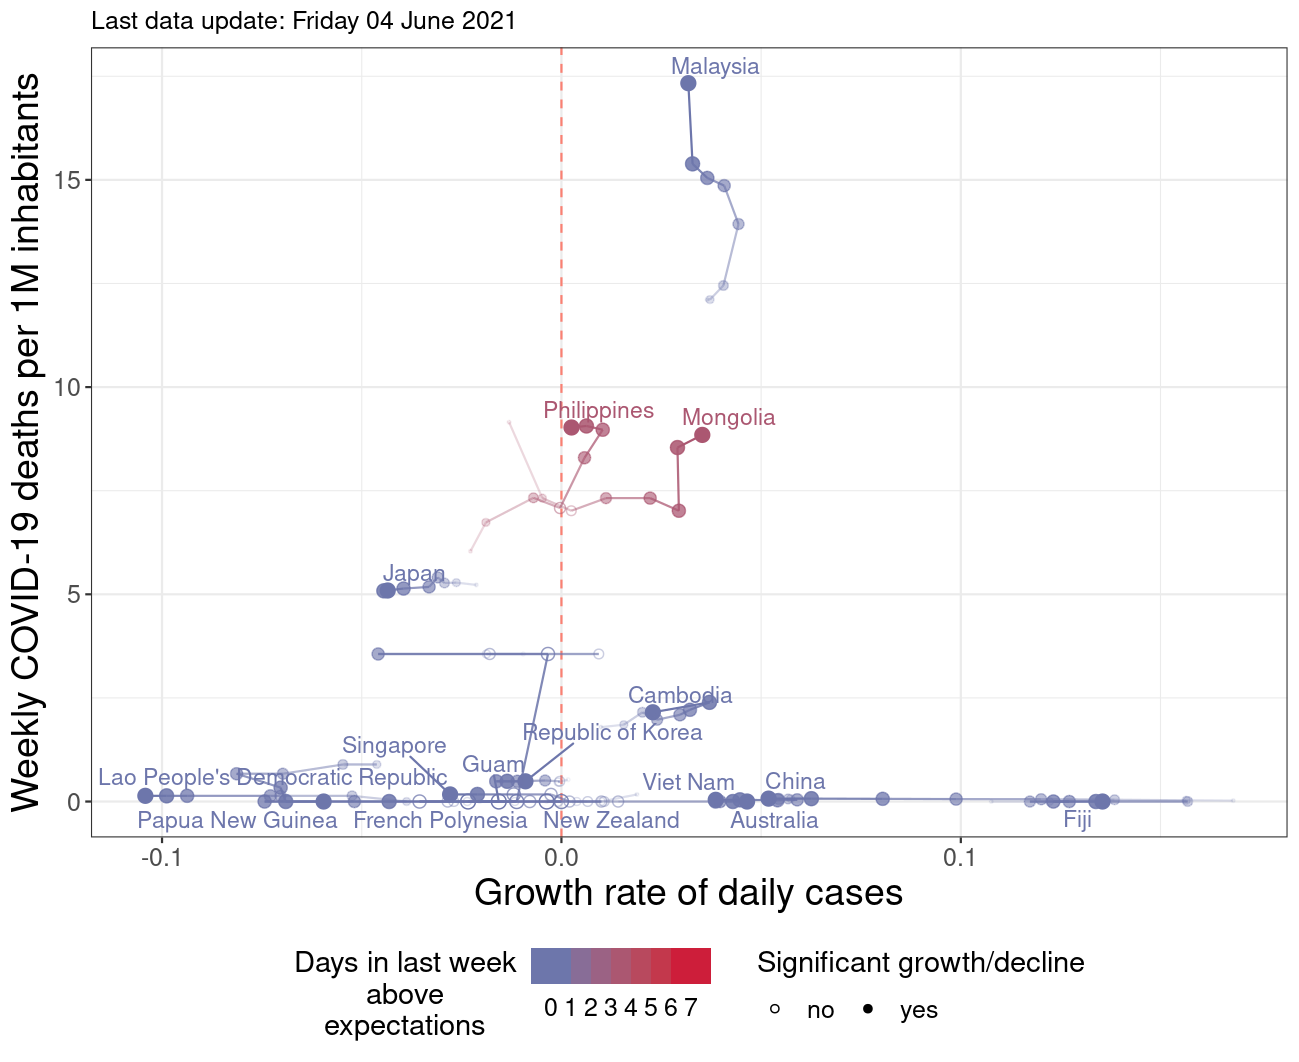 Last data update: Friday 04 June 2021
Weekly COVID-19 deaths per 1M inhabitants
15
10
5
0
Malaysia
Philippines
Mongolia
Japan
Cambodia
Republic of Korea
Singapore
Guam
Lao People's Democratic Republic
Viet Nam
China
Papua New Guinea
French Polynesia
New Zealand
Australia
Fiji
-0.1
0.0
0.1
Growth rate of daily cases
Days in last week
above
expectations
0 1 2 3 4 5 6 7
Significant growth/decline
no
yes